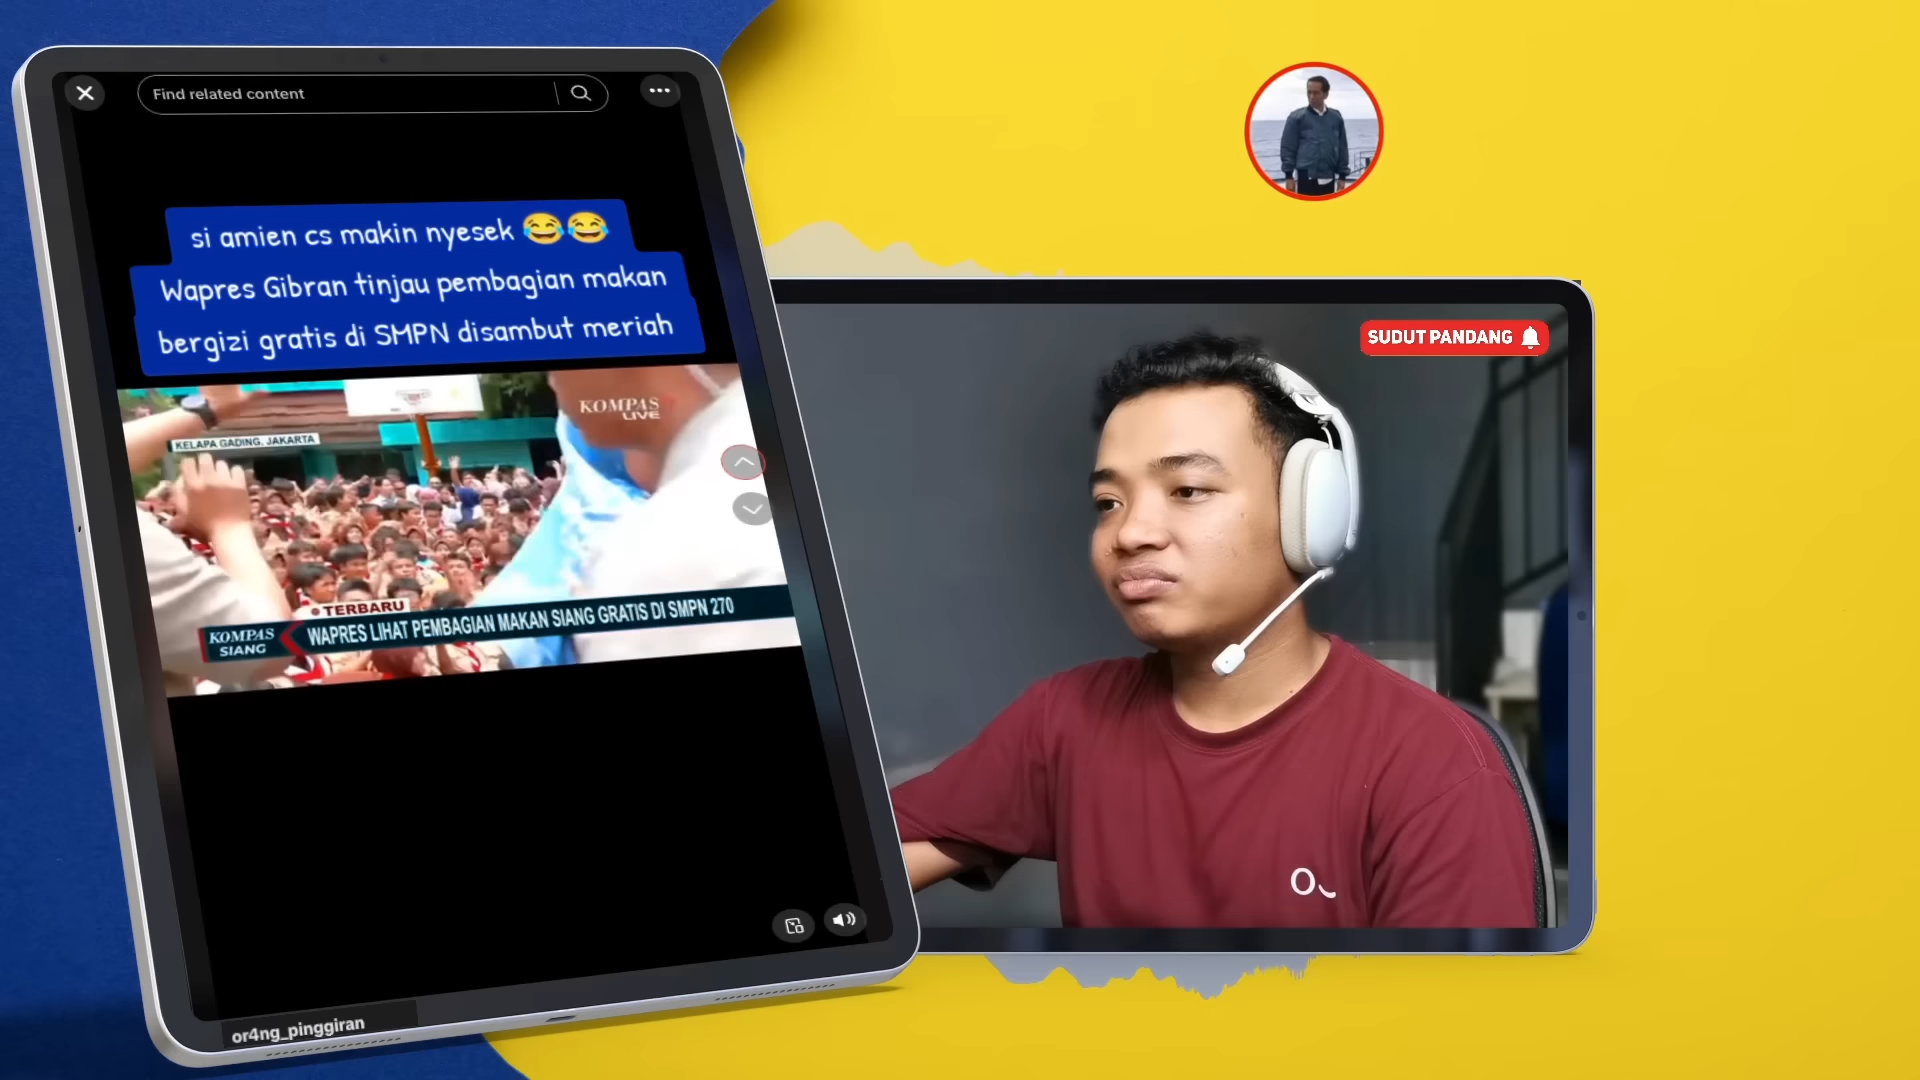 Find related content
si amien cs makin nyesek 😂😂
Wapres Gibran tinjau pembagian makan
bergizi gratis di SMPN disambut meriah
KOMPAS
LIVE
KELAPA GADING, JAKARTA
TERBARU
KOMPAS
SIANG
WAPRES LIHAT PEMBAGIAN MAKAN SIANG GRATIS DI SMPN 270
or4ng_pinggiran
SUDUT PANDANG